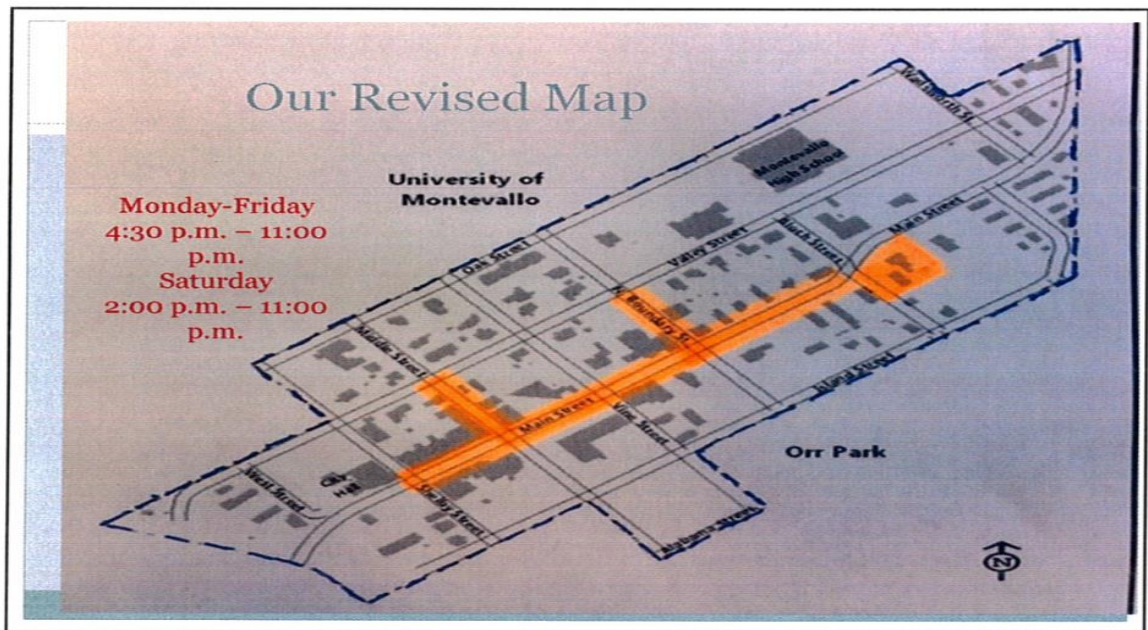 Our Revised Map
Monday-Friday
4:30 p.m. – 11:00
p.m.
Saturday
2:00 p.m. – 11:00
p.m.
University of
Montevallo
Montevallo
High School
Wadsworth St.
Oak Street
Valley Street
Bloch Street
Main Street
N. Boundary St.
Middle Street
Main Street
Vine Street
Island Street
Orr Park
City
Hall
West Street
Shelby Street
Alabama Street
N